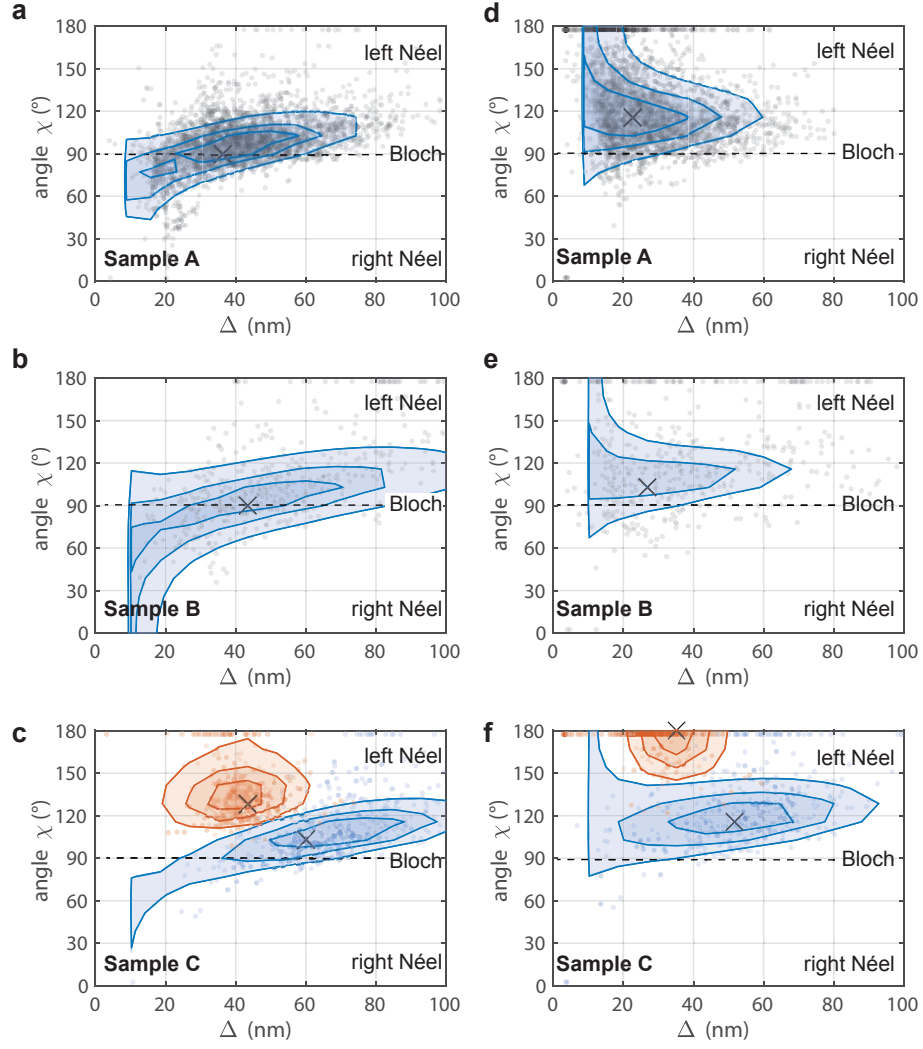 a
180
150
120
90
60
30
0
angle χ (°)
left Néel
Bloch
Sample A
right Néel
0 20 40 60 80 100
Δ (nm)
d
180
150
120
90
60
30
0
angle χ (°)
left Néel
Bloch
Sample A
right Néel
0 20 40 60 80 100
Δ (nm)
b
180
150
120
90
60
30
0
angle χ (°)
left Néel
Bloch
Sample B
right Néel
0 20 40 60 80 100
Δ (nm)
e
180
150
120
90
60
30
0
angle χ (°)
left Néel
Bloch
Sample B
right Néel
0 20 40 60 80 100
Δ (nm)
c
180
150
120
90
60
30
0
angle χ (°)
left Néel
Bloch
Sample C
right Néel
0 20 40 60 80 100
Δ (nm)
f
180
150
120
90
60
30
0
angle χ (°)
left Néel
Bloch
Sample C
right Néel
0 20 40 60 80 100
Δ (nm)